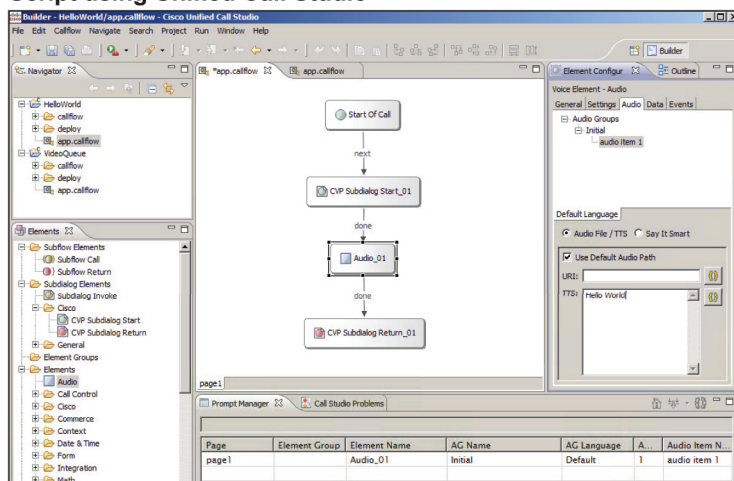 Script using Unified Call Studio
Builder - HelloWorld/app.callflow - Cisco Unified Call Studio
File Edit Callflow Navigate Search Project Run Window Help
Builder
Navigator
HelloWorld
callflow
deploy
app.callflow
VideoQueue
callflow
deploy
app.callflow
Elements
Subflow Elements
Subflow Call
Subflow Return
Subdialog Elements
Subdialog Invoke
Cisco
CVP Subdialog Start
CVP Subdialog Return
General
Element Groups
Elements
Audio
Call Control
Cisco
Commerce
Context
Date & Time
Form
Integration
Math
*app.callflow
app.callflow
Start Of Call
next
CVP Subdialog Start_01
done
Audio_01
done
CVP Subdialog Return_01
page1
Element Configur
Outline
Voice Element - Audio
General Settings Audio Data Events
Audio Groups
Initial
audio item 1
Default Language
Audio File / TTS Say It Smart
Use Default Audio Path
URI:
TTS: Hello World
Prompt Manager Call Studio Problems
Page Element Group Element Name AG Name AG Language A... Audio Item N...
page1 Audio_01 Initial Default 1 audio item 1